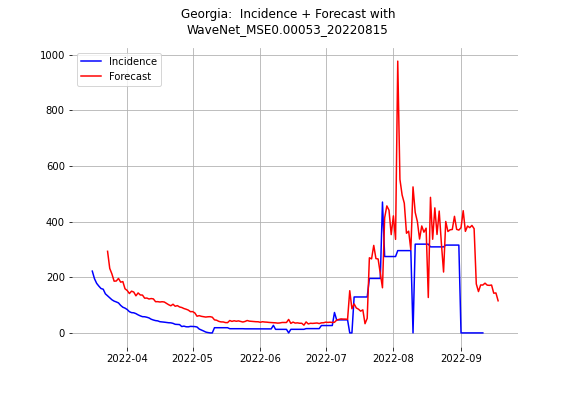 Georgia:  Incidence + Forecast with
WaveNet_MSE0.00053_20220815
Incidence
Forecast
1000
800
600
400
200
0
2022-04 2022-05 2022-06 2022-07 2022-08 2022-09